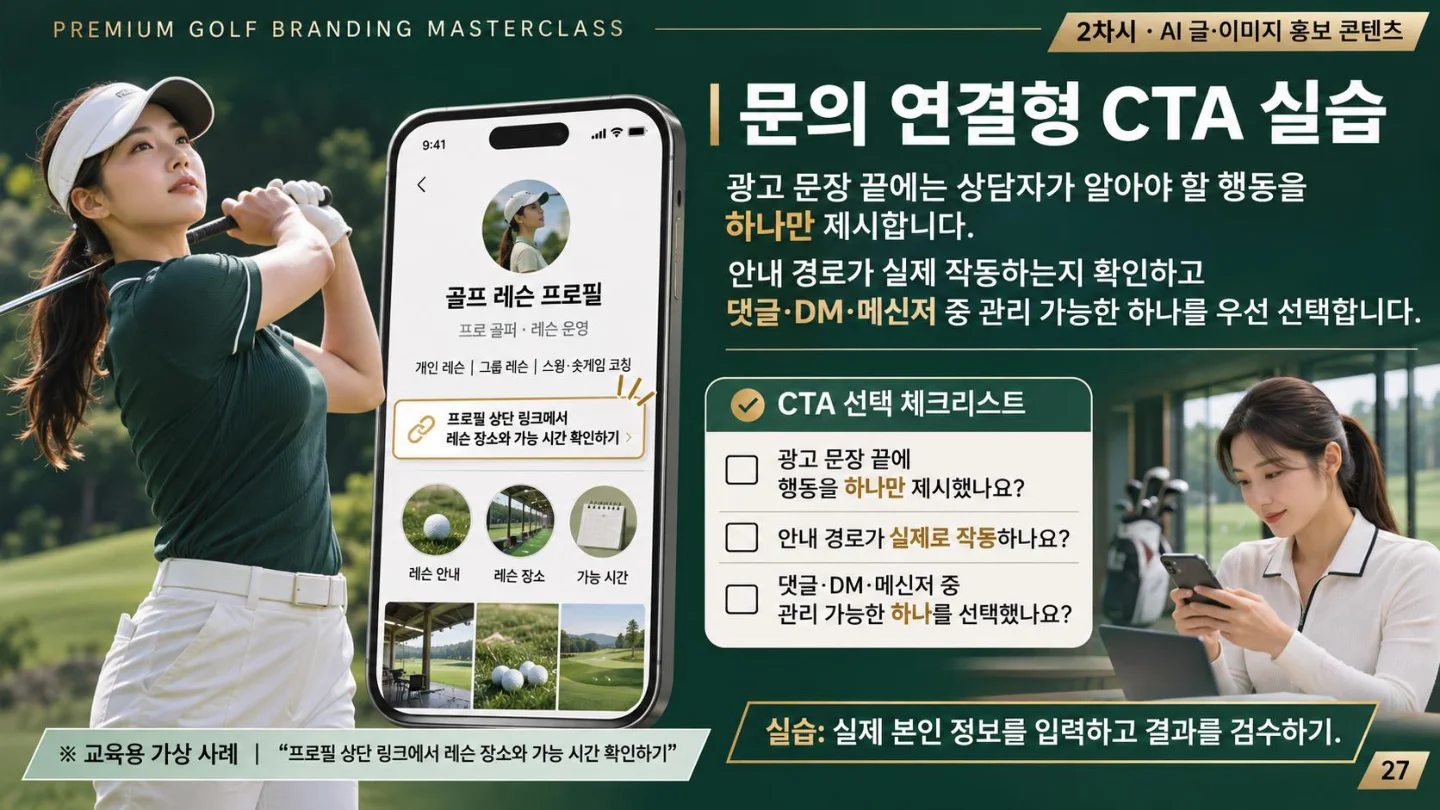 PREMIUM GOLF BRANDING MASTERCLASS
2차시 · AI 글·이미지 홍보 콘텐츠
문의 연결형 CTA 실습
광고 문장 끝에는 상담자가 알아야 할 행동을
하나만 제시합니다.
안내 경로가 실제 작동하는지 확인하고
댓글·DM·메신저 중 관리 가능한 하나를 우선 선택합니다.
9:41
골프 레슨 프로필
프로 골퍼 · 레슨 운영
개인 레슨 | 그룹 레슨 | 스윙·숏게임 코칭
프로필 상단 링크에서
레슨 장소와 가능 시간 확인하기
레슨 안내
레슨 장소
가능 시간
CTA 선택 체크리스트
광고 문장 끝에
행동을 하나만 제시했나요?
안내 경로가 실제로 작동하나요?
댓글·DM·메신저 중
관리 가능한 하나를 선택했나요?
※ 교육용 가상 사례 | “프로필 상단 링크에서 레슨 장소와 가능 시간 확인하기”
실습: 실제 본인 정보를 입력하고 결과를 검수하기.
27